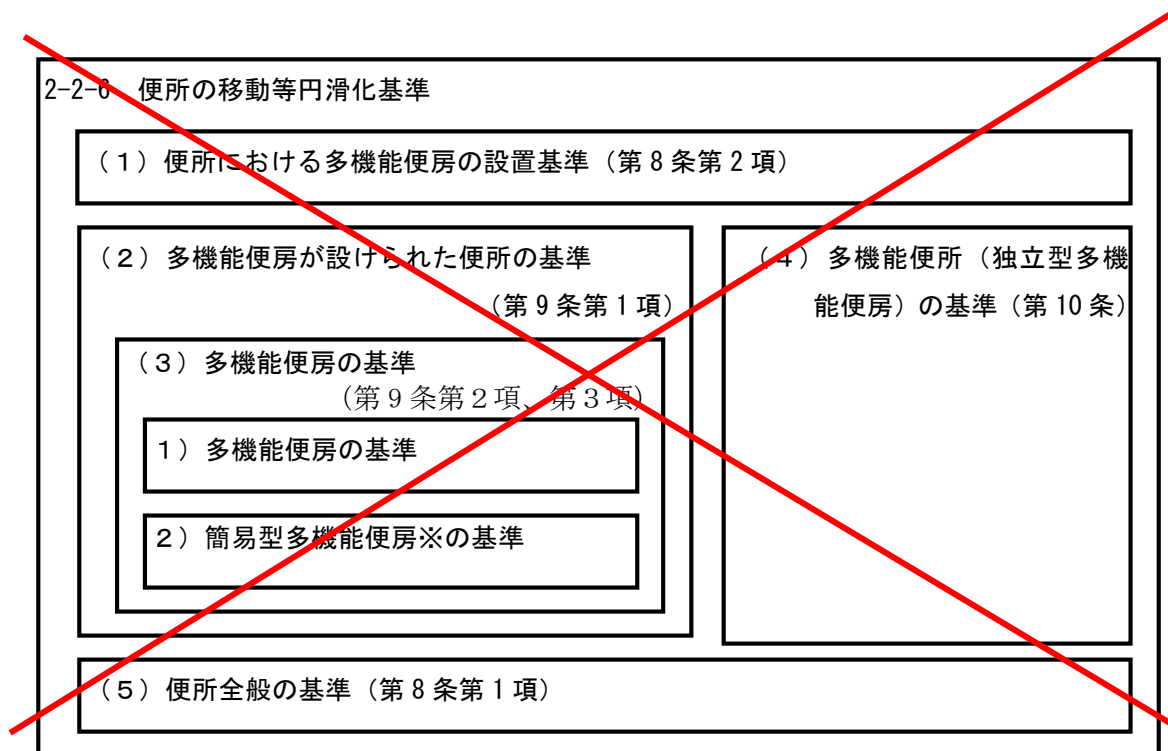 2-2-6 便所の移動等円滑化基準
（１）便所における多機能便房の設置基準（第８条第２項）
（２）多機能便房が設けられた便所の基準
（第９条第１項）
（３）多機能便房の基準
（第９条第２項、第３項）
１）多機能便房の基準
２）簡易型多機能便房※の基準
（４）多機能便所（独立型多機
能便房）の基準（第 10 条）
（５）便所全般の基準（第８条第１項）